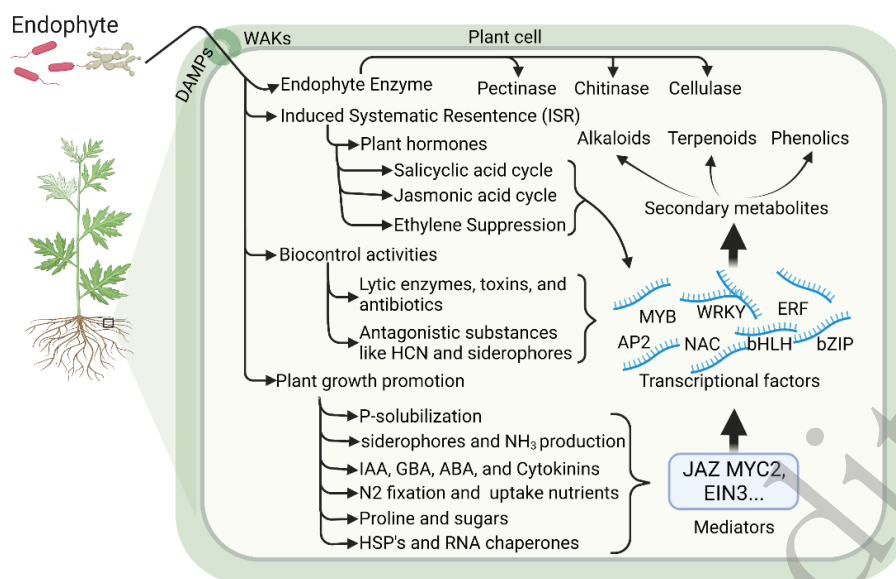 Endophyte
DAMPs
WAKs
Plant cell
Endophyte Enzyme
Pectinase
Chitinase
Cellulase
Induced Systematic Resentence (ISR)
Plant hormones
Salicyclic acid cycle
Jasmonic acid cycle
Ethylene Suppression
Alkaloids
Terpenoids
Phenolics
Secondary metabolites
Biocontrol activities
Lytic enzymes, toxins, and
antibiotics
Antagonistic substances
like HCN and siderophores
MYB
WRKY
ERF
AP2
NAC
bHLH
bZIP
Transcriptional factors
Plant growth promotion
P-solubilization
siderophores and NH₃ production
IAA, GBA, ABA, and Cytokinins
N2 fixation and uptake nutrients
Proline and sugars
HSP's and RNA chaperones
JAZ MYC2,
EIN3...
Mediators